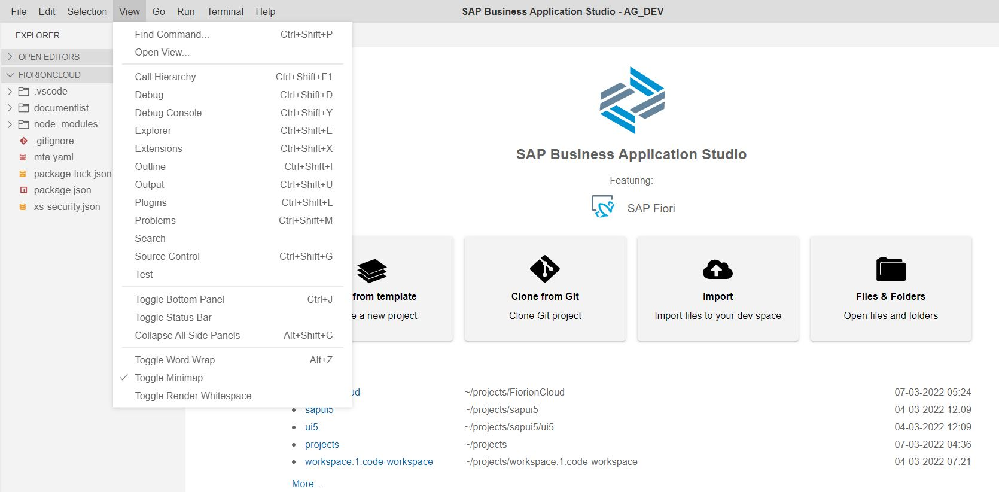 File Edit Selection View Go Run Terminal Help SAP Business Application Studio - AG_DEV
EXPLORER
OPEN EDITORS
FIORIONCLOUD
.vscode
documentlist
node_modules
.gitignore
mta.yaml
package-lock.json
package.json
xs-security.json
Find Command... Ctrl+Shift+P
Open View...
Call Hierarchy Ctrl+Shift+F1
Debug Ctrl+Shift+D
Debug Console Ctrl+Shift+Y
Explorer Ctrl+Shift+E
Extensions Ctrl+Shift+X
Outline Ctrl+Shift+I
Output Ctrl+Shift+U
Plugins Ctrl+Shift+L
Problems Ctrl+Shift+M
Search
Source Control Ctrl+Shift+G
Test
Toggle Bottom Panel Ctrl+J
Toggle Status Bar
Collapse All Side Panels Alt+Shift+C
Toggle Word Wrap Alt+Z
Toggle Minimap
Toggle Render Whitespace
SAP Business Application Studio
Featuring:
SAP Fiori
from template
a new project
Clone from Git
Clone Git project
Import
Import files to your dev space
Files & Folders
Open files and folders
~/projects/FiorionCloud 07-03-2022 05:24
sapui5 ~/projects/sapui5 04-03-2022 12:09
ui5 ~/projects/sapui5/ui5 04-03-2022 12:09
projects ~/projects 07-03-2022 04:36
workspace.1.code-workspace ~/projects/workspace.1.code-workspace 04-03-2022 07:21
More...